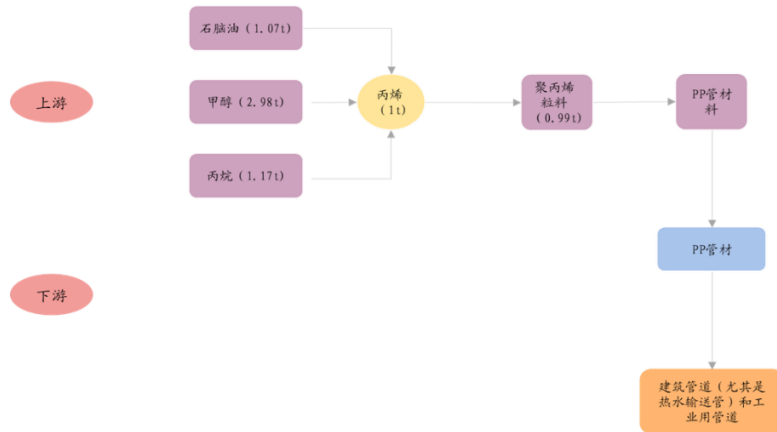 石脑油（1.07t）
上游
甲醇（2.98t）
丙烯
(1t)
聚丙烯
粒料
(0.99t)
PP管材
料
丙烷（1.17t）
PP管材
下游
建筑管道（尤其是
热水输送管）和工
业用管道